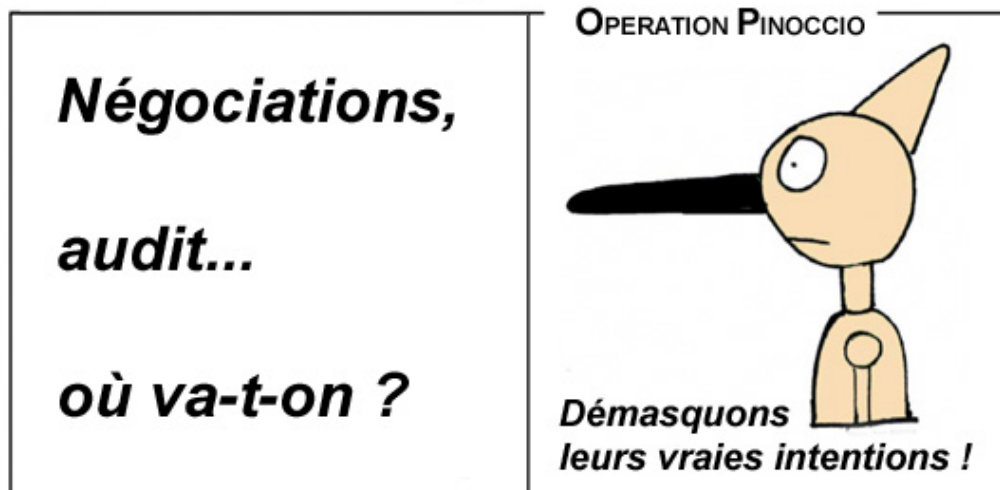 Négociations,
audit...
où va-t-on ?
OPERATION PINOCCIO
Démasquons
leurs vraies intentions !